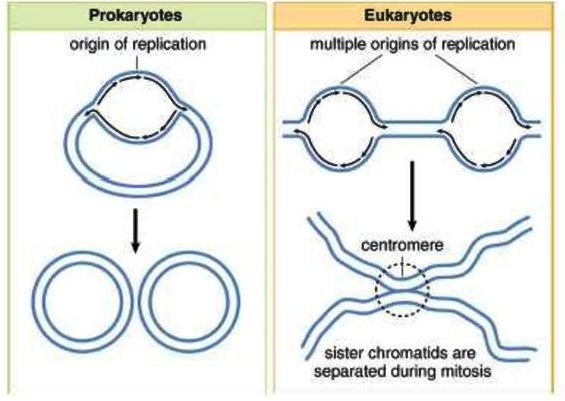 Prokaryotes
origin of replication
Eukaryotes
multiple origins of replication
centromere
sister chromatids are
separated during mitosis